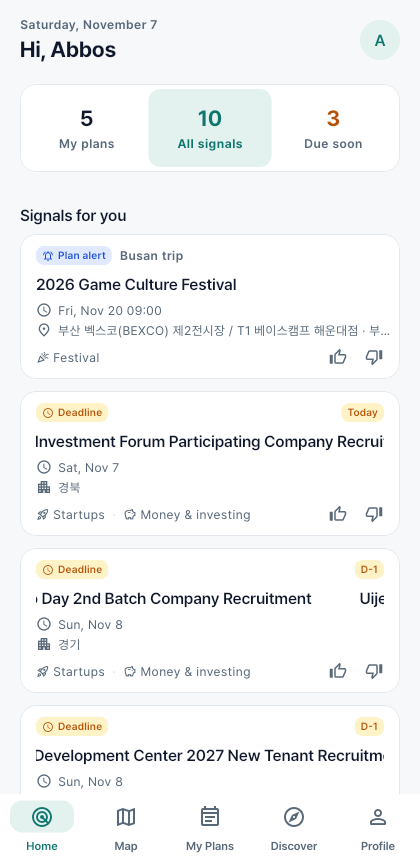 Saturday, November 7
Hi, Abbos
A
5
My plans
10
All signals
3
Due soon
Signals for you
Plan alert
Busan trip
2026 Game Culture Festival
Fri, Nov 20 09:00
부산 벡스코(BEXCO) 제2전시장 / T1 베이스캠프 해운대점 · 부...
Festival
Deadline
Today
Investment Forum Participating Company
Sat, Nov 7
경북
Startups · Money & investing
Deadline
D-1
Day 2nd Batch Company Recruitment
Sun, Nov 8
경기
Startups · Money & investing
Deadline
D-1
Development Center 2027 New Tenant
Sun, Nov 8
Home
Map
My Plans
Discover
Profile